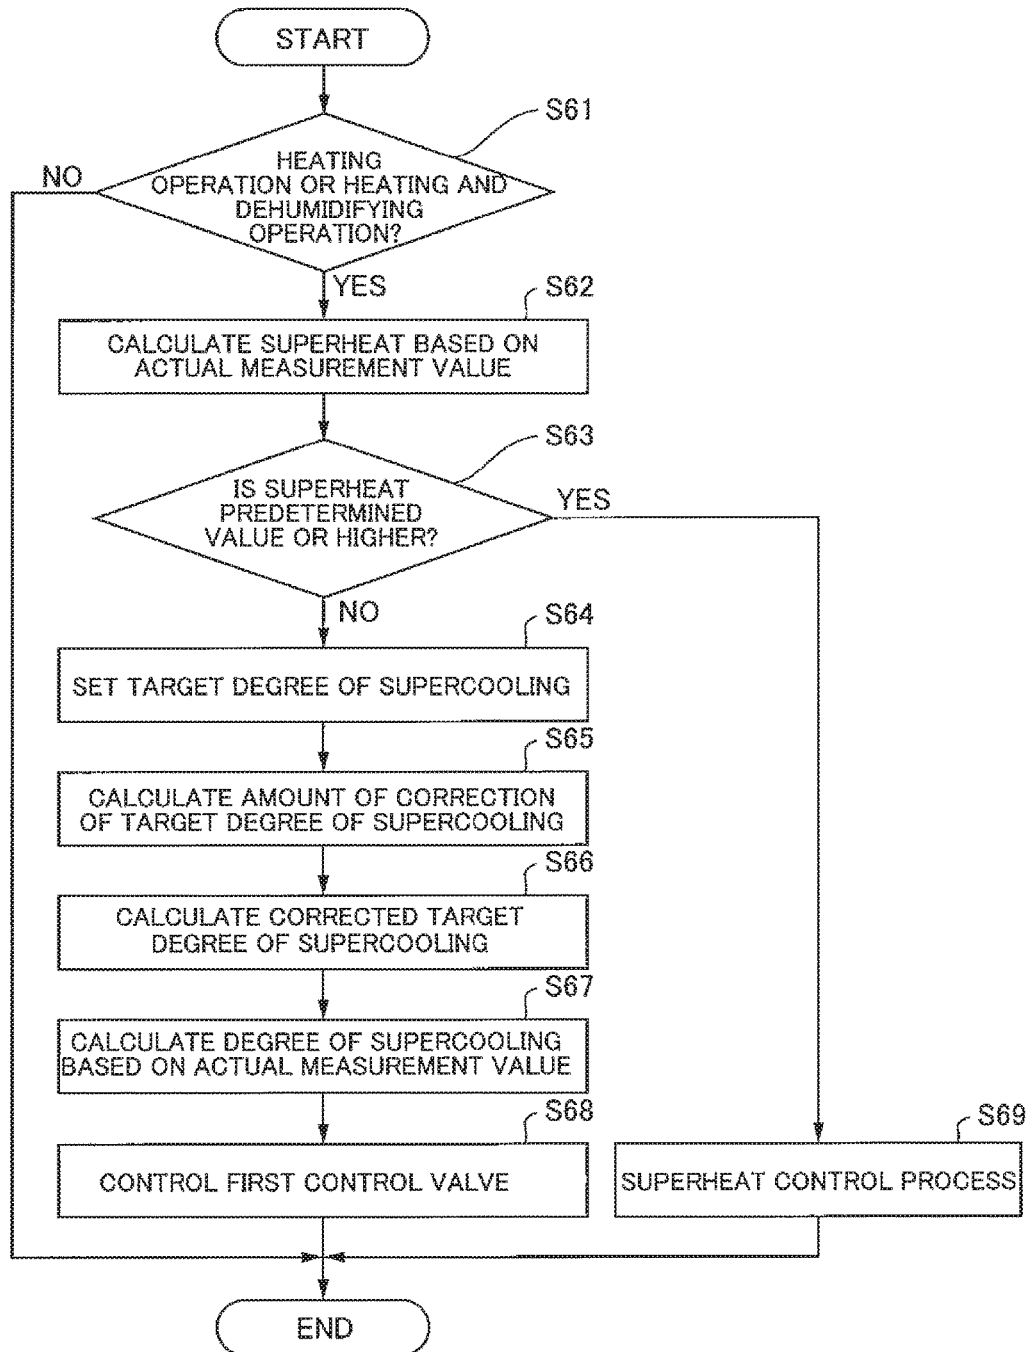 START
S61
HEATING
OPERATION OR HEATING AND
DEHUMIDIFYING
OPERATION?
NO
YES
S62
CALCULATE SUPERHEAT BASED ON
ACTUAL MEASUREMENT VALUE
S63
IS SUPERHEAT
PREDETERMINED
VALUE OR HIGHER?
YES
NO
S64
SET TARGET DEGREE OF SUPERCOOLING
S65
CALCULATE AMOUNT OF CORRECTION
OF TARGET DEGREE OF SUPERCOOLING
S66
CALCULATE CORRECTED TARGET
DEGREE OF SUPERCOOLING
S67
CALCULATE DEGREE OF SUPERCOOLING
BASED ON ACTUAL MEASUREMENT VALUE
S68
CONTROL FIRST CONTROL VALVE
S69
SUPERHEAT CONTROL PROCESS
END